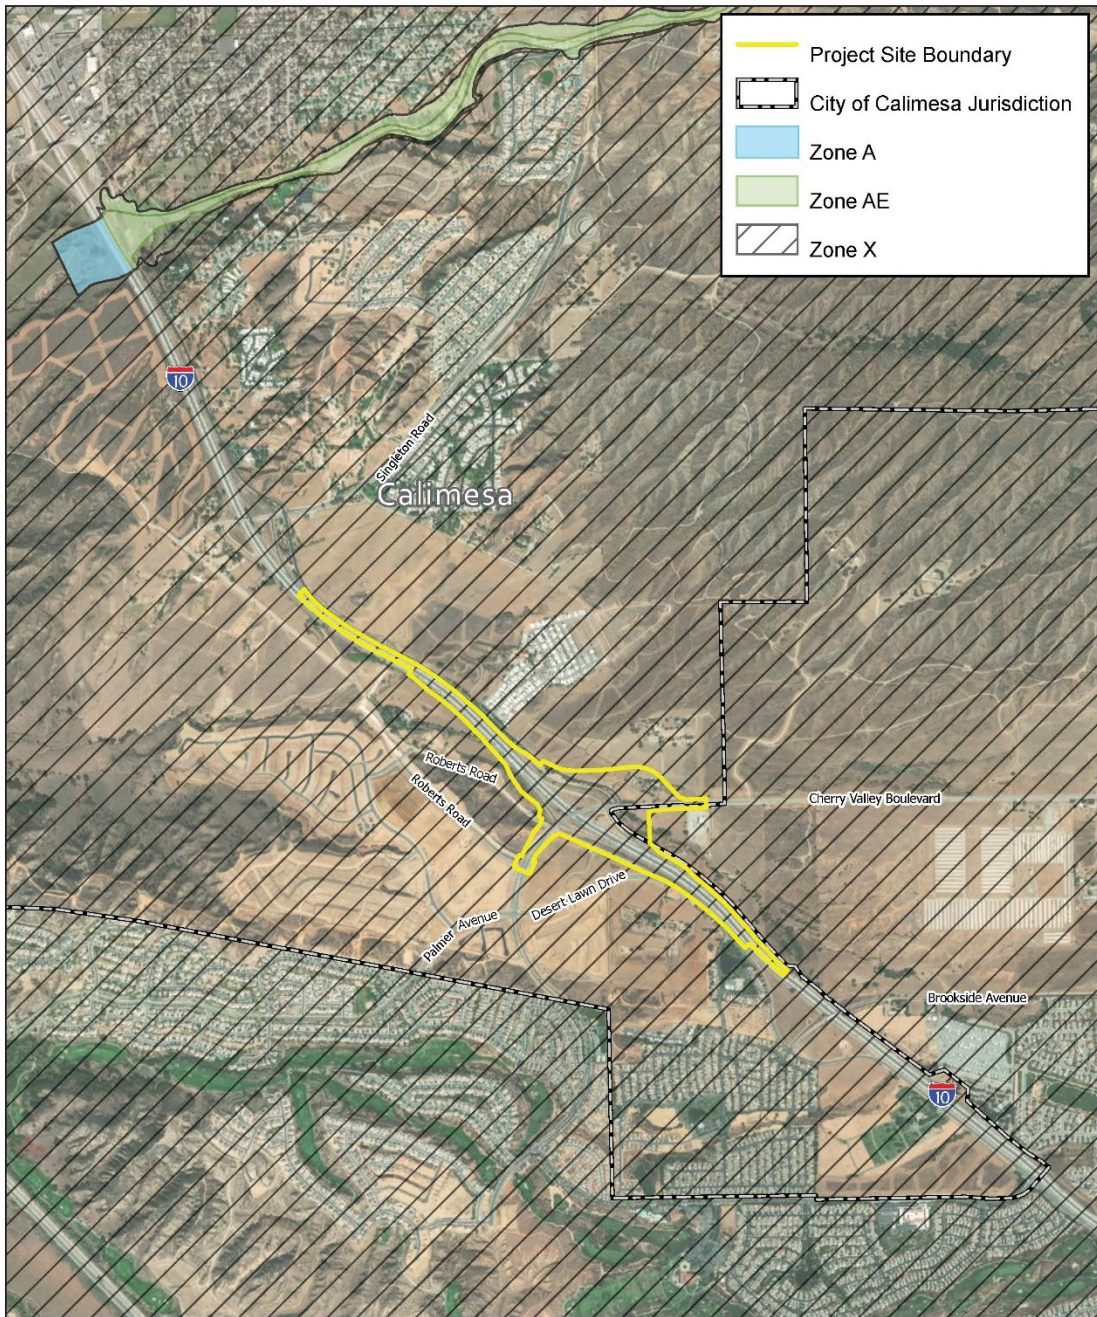 Project Site Boundary
City of Calimesa Jurisdiction
Zone A
Zone AE
Zone X
10
Singleton Road
Calimesa
Roberts Road
Roberts Road
Cherry Valley Boulevard
Desert Lawn Drive
Palmer Avenue
Brookside Avenue
10